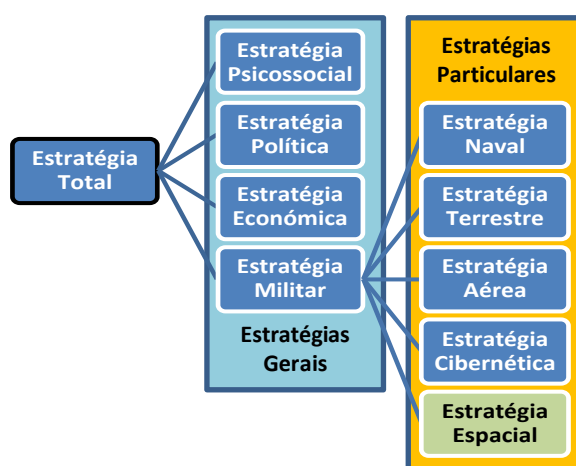 Estratégia
Total
Estratégia
Psicossocial
Estratégia
Política
Estratégia
Económica
Estratégia
Militar
Estratégias
Gerais
Estratégias
Particulares
Estratégia
Naval
Estratégia
Terrestre
Estratégia
Aérea
Estratégia
Cibernética
Estratégia
Espacial